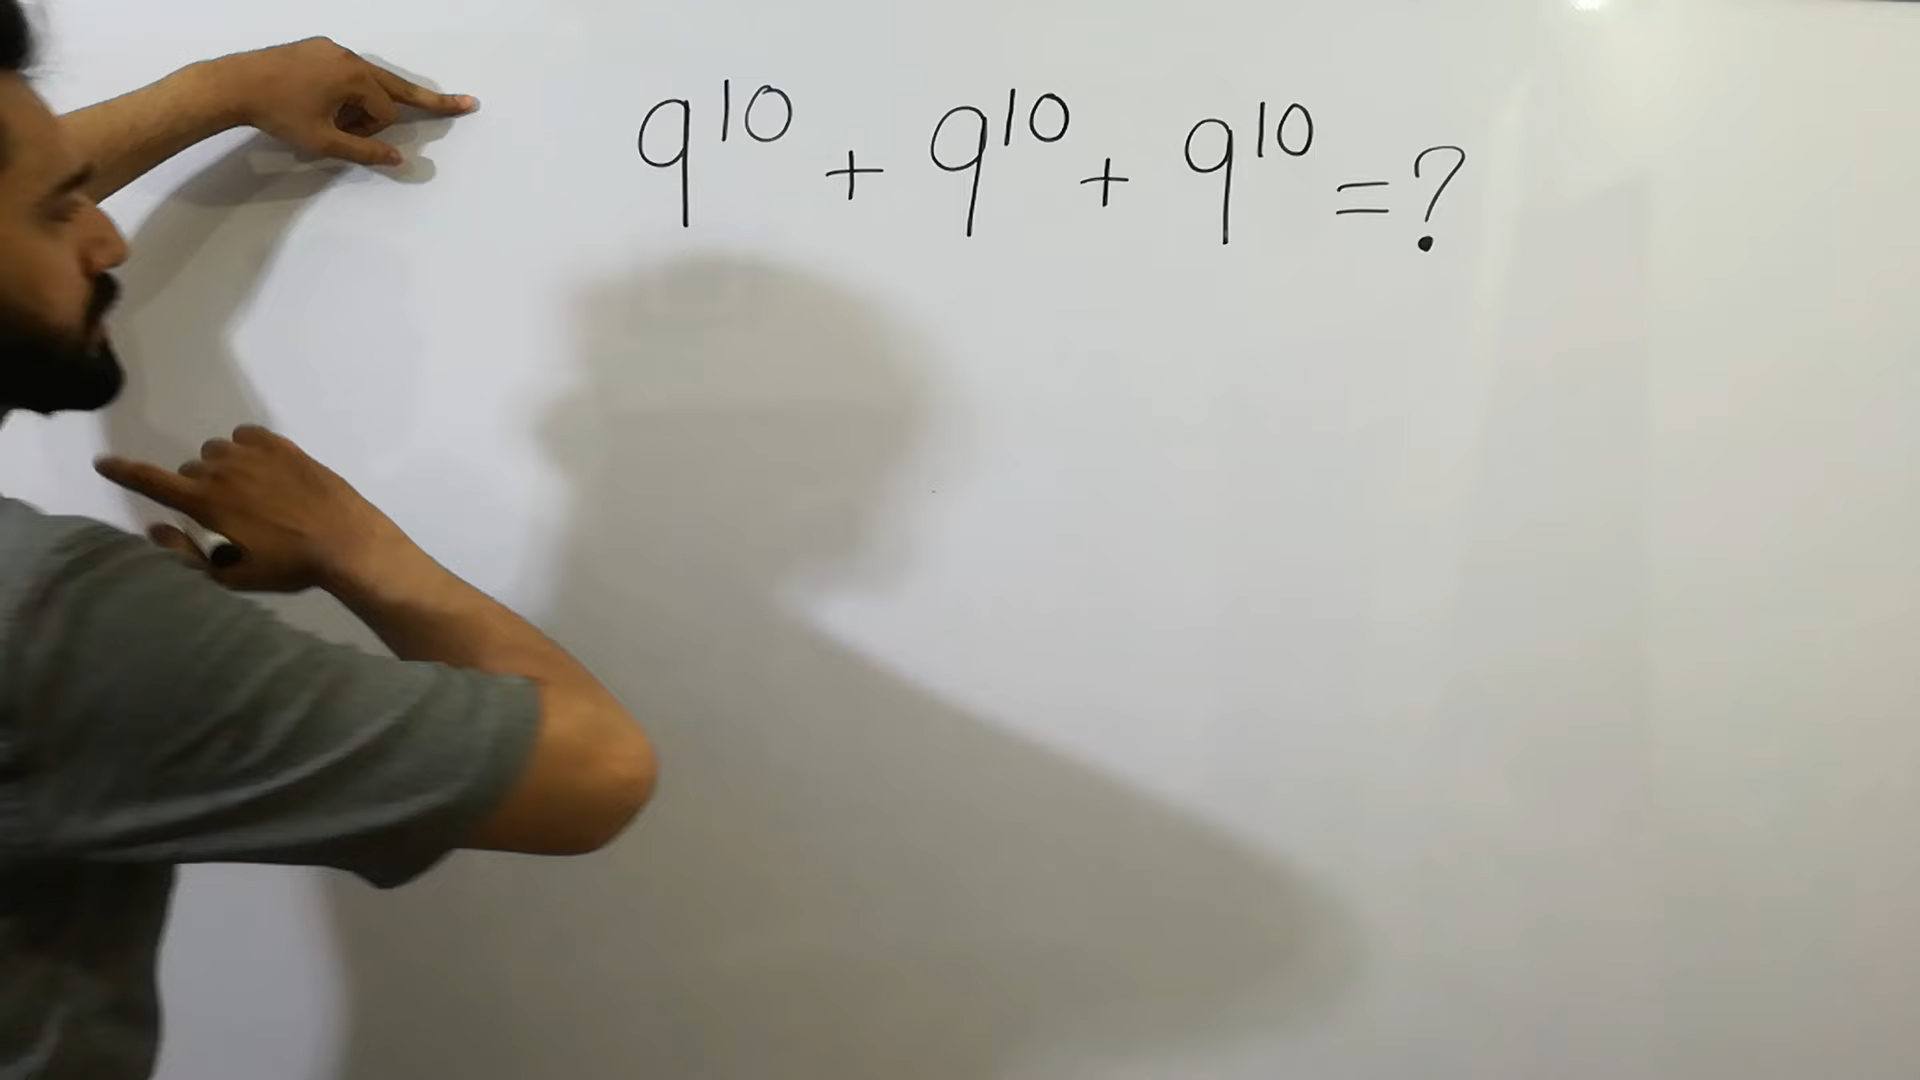 9¹⁰ + 9¹⁰ + 9¹⁰ = ?